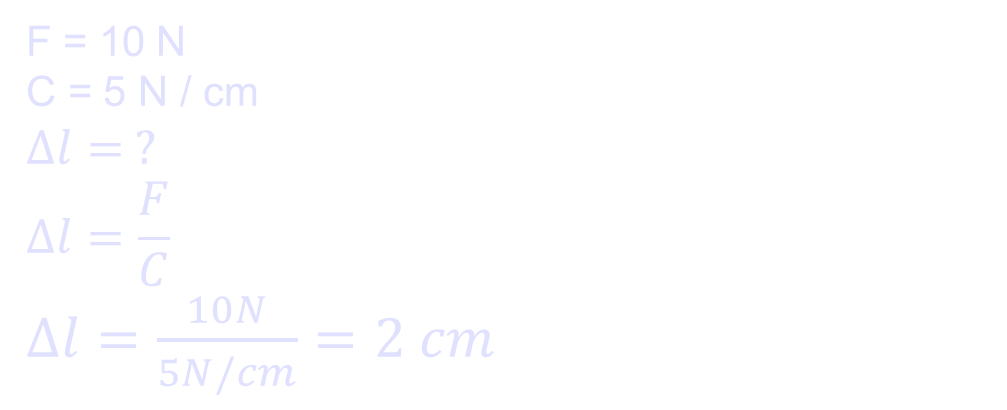 F = 10 N
C = 5 N / cm
Δl = ?
Δl = F/C
Δl = 10N/5N/cm = 2 cm